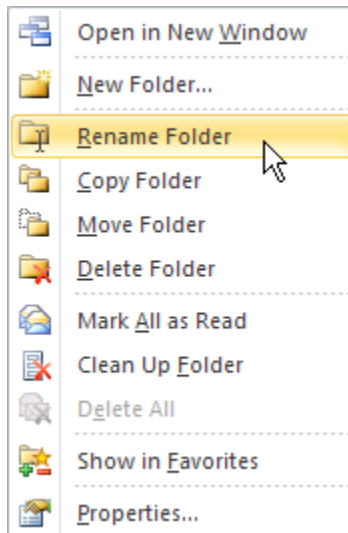 Open in New Window
New Folder...
Rename Folder
Copy Folder
Move Folder
Delete Folder
Mark All as Read
Clean Up Folder
Delete All
Show in Favorites
Properties...